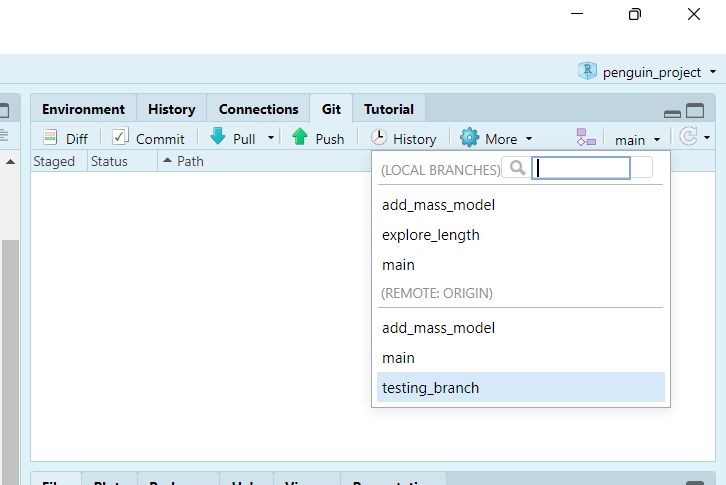 penguin_project
Environment History Connections Git Tutorial
Diff Commit Pull Push History More main
Staged Status Path
(LOCAL BRANCHES)
add_mass_model
explore_length
main
(REMOTE: ORIGIN)
add_mass_model
main
testing_branch